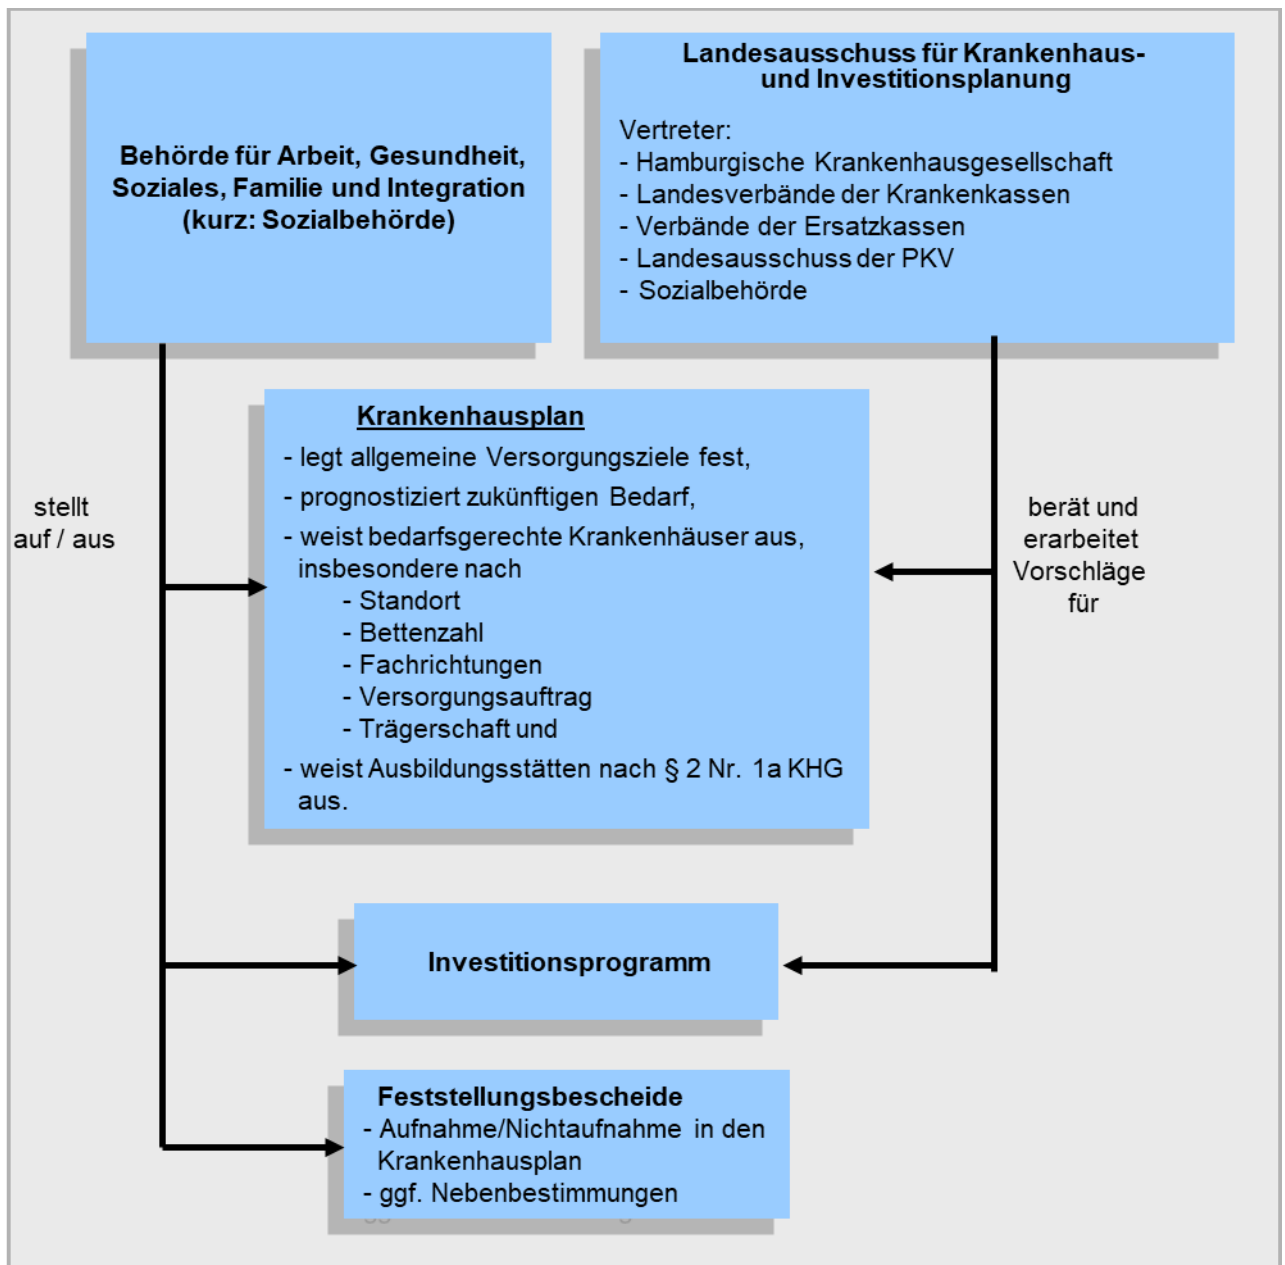 Behörde für Arbeit, Gesundheit,
Soziales, Familie und Integration
(kurz: Sozialbehörde)
Landesausschuss für Krankenhaus-
und Investitionsplanung
Vertreter:
- Hamburgische Krankenhausgesellschaft
- Landesverbände der Krankenkassen
- Verbände der Ersatzkassen
- Landesausschuss der PKV
- Sozialbehörde
stellt
auf / aus
Krankenhausplan
- legt allgemeine Versorgungsziele fest,
- prognostiziert zukünftigen Bedarf,
- weist bedarfsgerechte Krankenhäuser aus,
insbesondere nach
- Standort
- Bettenzahl
- Fachrichtungen
- Versorgungsauftrag
- Trägerschaft und
- weist Ausbildungsstätten nach § 2 Nr. 1a KHG
aus.
berät und
erarbeitet
Vorschläge
für
Investitionsprogramm
Feststellungsbescheide
- Aufnahme/Nichtaufnahme in den
Krankenhausplan
- ggf. Nebenbestimmungen